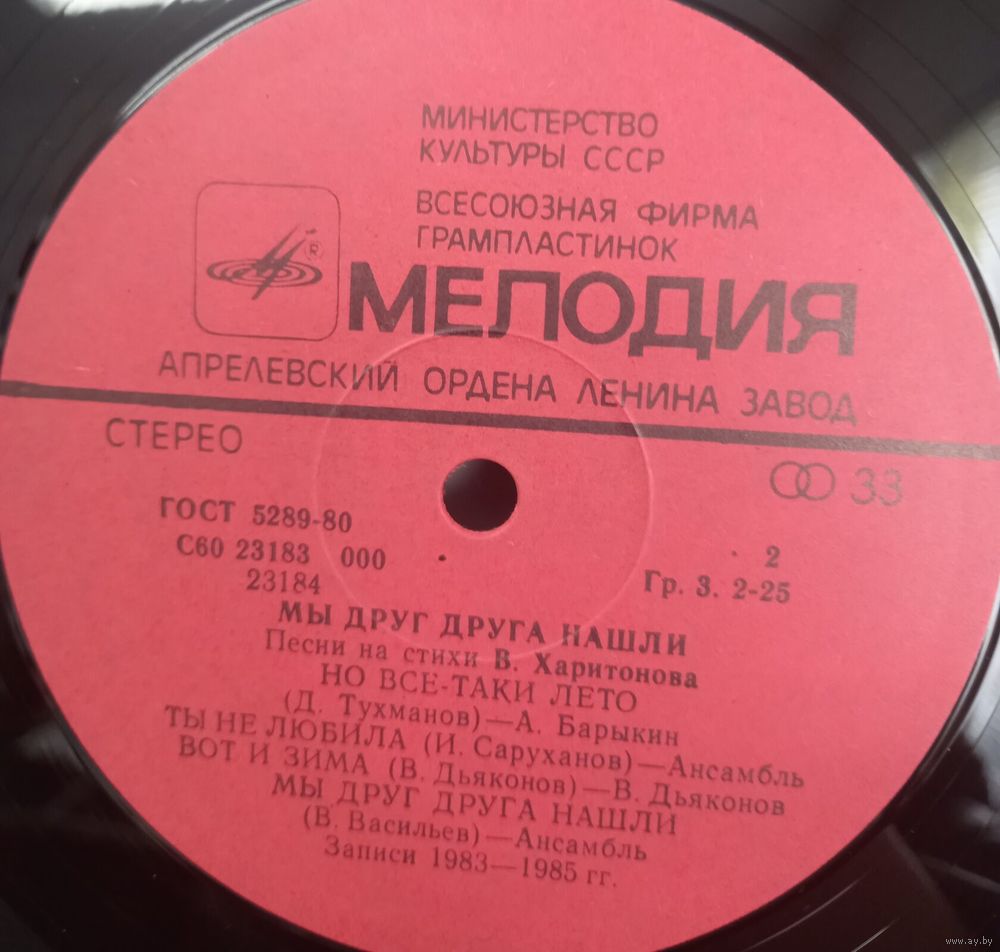 МИНИСТЕРСТВО
КУЛЬТУРЫ СССР
ВСЕСОЮЗНАЯ ФИРМА
ГРАМПЛАСТИНОК
R
МЕЛОДИЯ
АПРЕЛЕВСКИЙ ОРДЕНА ЛЕНИНА ЗАВОД
СТЕРЕО
33
ГОСТ 5289-80
С60 23183 000
23184
2
Гр. 3. 2-25
МЫ ДРУГ ДРУГА НАШЛИ
Песни на стихи В. Харитонова
НО ВСЕ-ТАКИ ЛЕТО
(Д. Тухманов)—А. Барыкин
ТЫ НЕ ЛЮБИЛА (И. Саруханов)—Ансамбль
ВОТ И ЗИМА (В. Дьяконов)—В. Дьяконов
МЫ ДРУГ ДРУГА НАШЛИ
(В. Васильев)—Ансамбль
Записи 1983—1985 гг.
www.ay.by